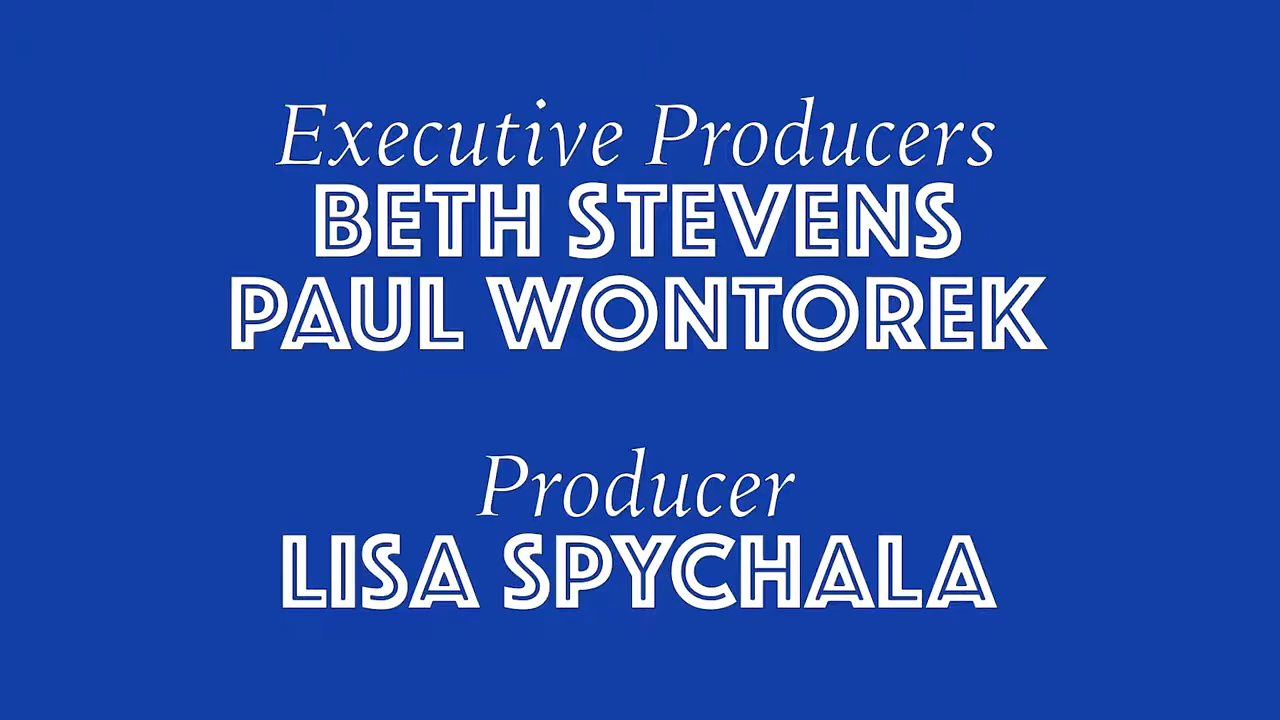 Executive Producers
BETH STEVENS
PAUL WONTOREK
Producer
LISA SPYCHALA